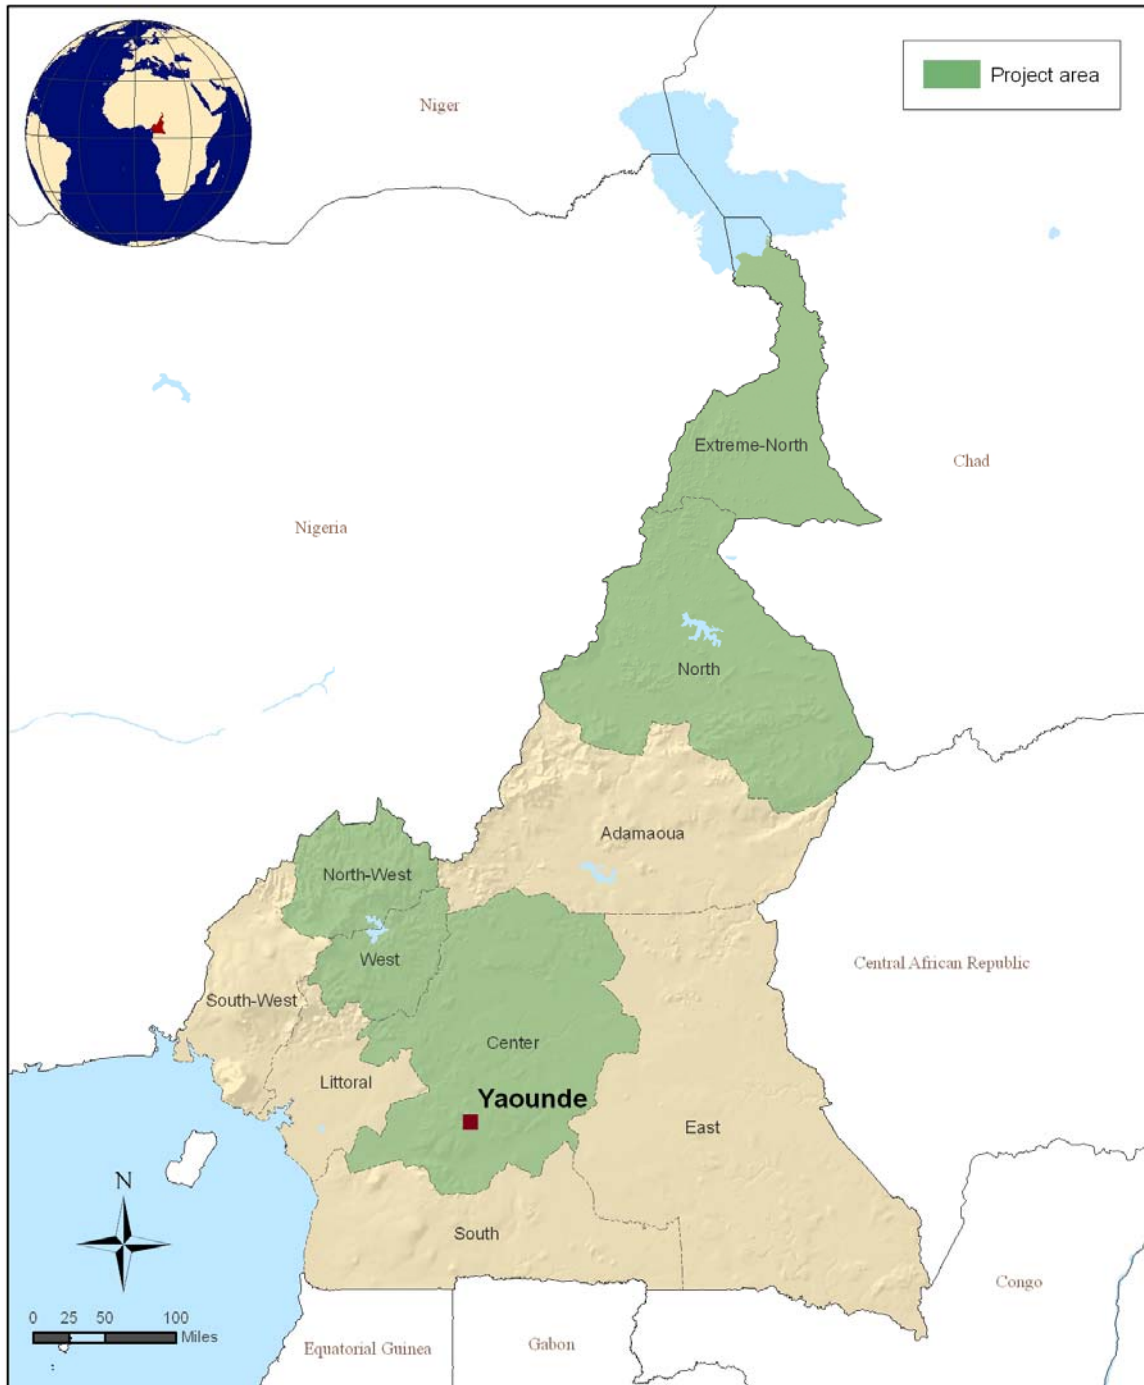 Project area
Niger
Extreme-North
Chad
Nigeria
North
Adamaoua
North-West
West
Central African Republic
South-West
Center
Littoral
Yaounde
East
N
South
Congo
0 25 50 100
Miles
Equatorial Guinea
Gabon